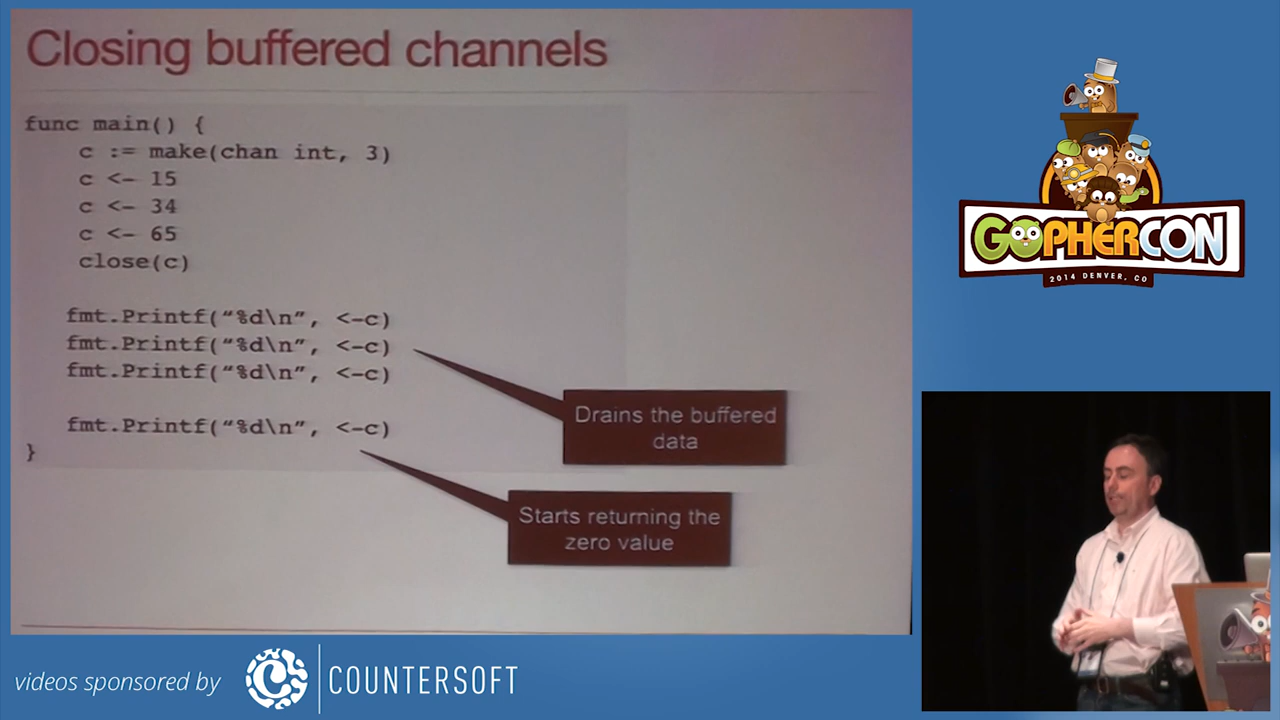 Closing buffered channels
func main() {
c := make(chan int, 3)
c <- 15
c <- 34
c <- 65
close(c)
fmt.Printf(“%d\n”, <-c)
fmt.Printf(“%d\n”, <-c)
fmt.Printf(“%d\n”, <-c)
fmt.Printf(“%d\n”, <-c)
}
Drains the buffered
data
Starts returning the
zero value
GOPHERCON
2014 DENVER, CO
videos sponsored by
COUNTERSOFT